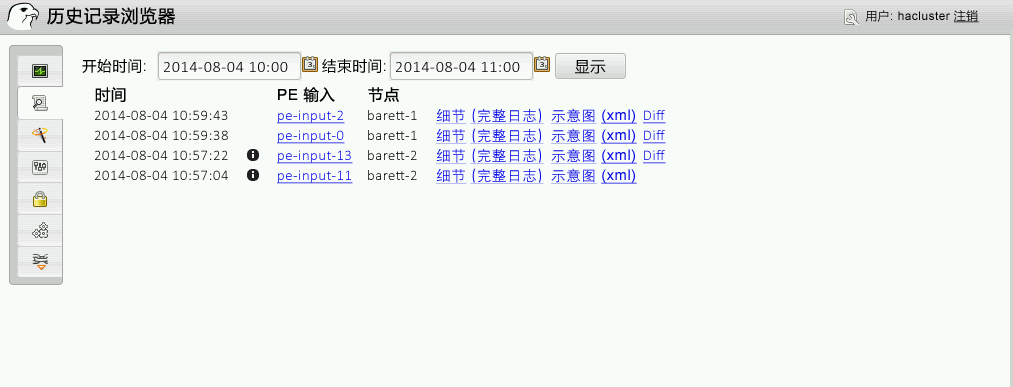 历史记录浏览器
用户: hacluster 注销
开始时间: 2014-08-04 10:00 结束时间: 2014-08-04 11:00 显示
时间 PE 输入 节点
2014-08-04 10:59:43 pe-input-2 barett-1 细节 (完整日志) 示意图 (xml) Diff
2014-08-04 10:59:38 pe-input-0 barett-1 细节 (完整日志) 示意图 (xml) Diff
2014-08-04 10:57:22 pe-input-13 barett-2 细节 (完整日志) 示意图 (xml) Diff
2014-08-04 10:57:04 pe-input-11 barett-2 细节 (完整日志) 示意图 (xml)